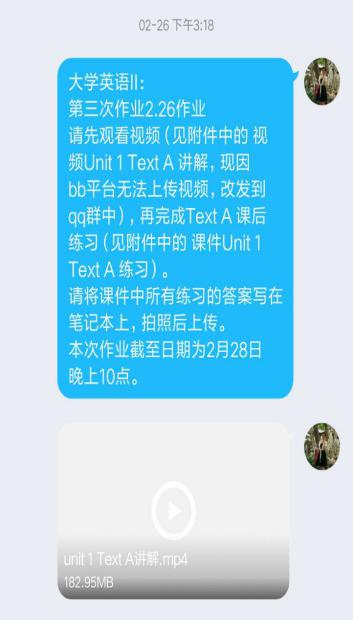 02-26 下午3:18
大学英语II：
第三次作业2.26作业
请先观看视频（见附件中的 视
频Unit 1 Text A 讲解，现因
bb平台无法上传视频，改发到
qq群中），再完成Text A 课后
练习（见附件中的 课件Unit 1
Text A 练习）。
请将课件中所有练习的答案写在
笔记本上，拍照后上传。
本次作业截至日期为2月28日
晚上10点。
unit 1 Text A讲解.mp4
182.95MB